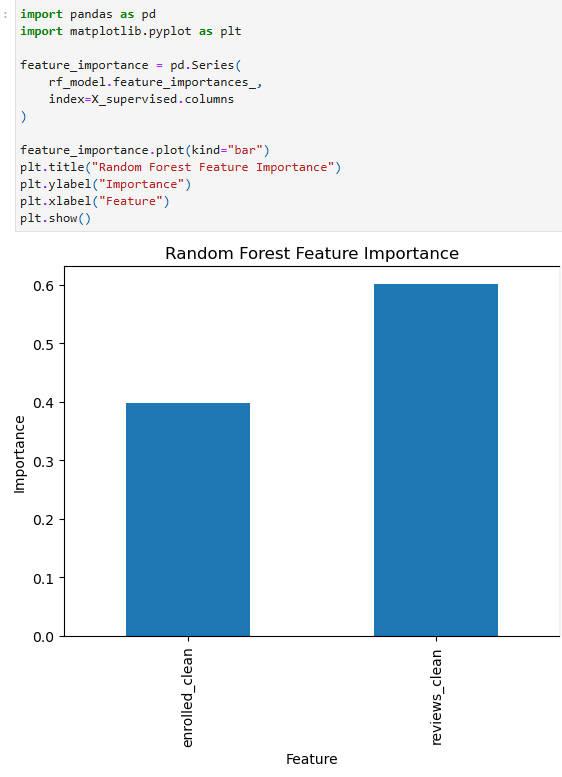 :
import pandas as pd
import matplotlib.pyplot as plt
feature_importance = pd.Series(
    rf_model.feature_importances_,
    index=X_supervised.columns
)
feature_importance.plot(kind="bar")
plt.title("Random Forest Feature Importance")
plt.ylabel("Importance")
plt.xlabel("Feature")
plt.show()
Random Forest Feature Importance
0.6
0.5
0.4
0.3
0.2
0.1
0.0
Importance
enrolled_clean
reviews_clean
Feature